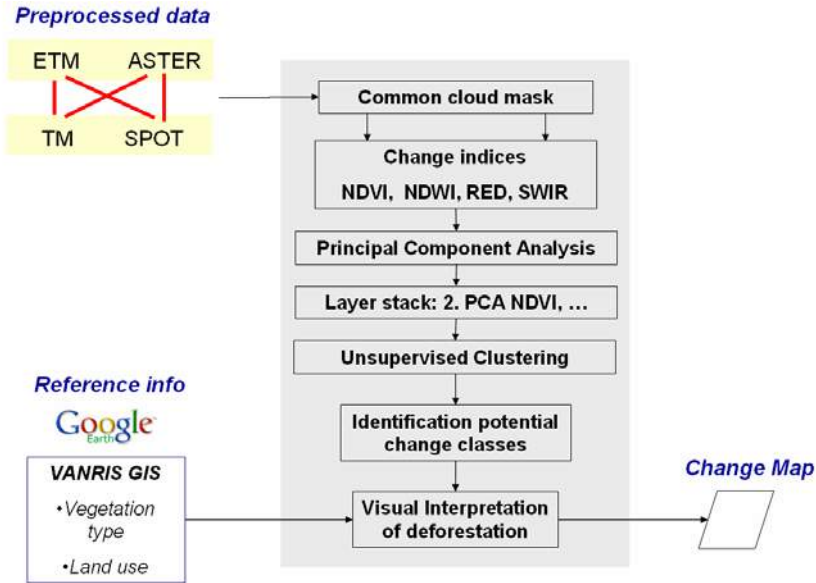 Preprocessed data
ETM ASTER
TM SPOT
Common cloud mask
Change indices
NDVI, NDWI, RED, SWIR
Principal Component Analysis
Layer stack: 2. PCA NDVI, …
Unsupervised Clustering
Identification potential
change classes
Reference info
Google™
Earth
VANRIS GIS
•Vegetation
type
•Land use
Visual Interpretation
of deforestation
Change Map